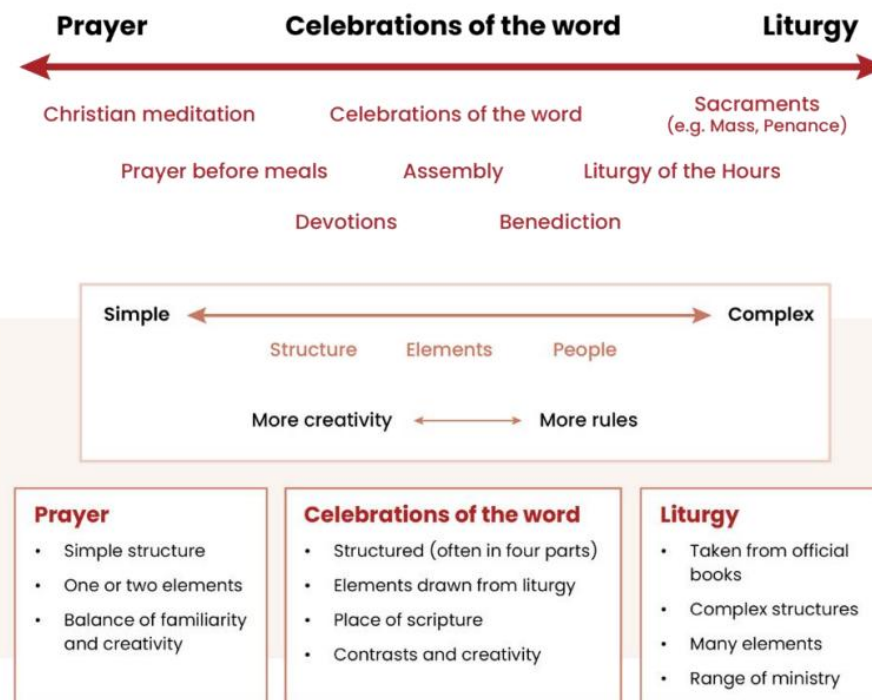 Prayer Celebrations of the word Liturgy
Christian meditation Celebrations of the word Sacraments
(e.g. Mass, Penance)
Prayer before meals Assembly Liturgy of the Hours
Devotions Benediction
Simple Complex
Structure Elements People
More creativity More rules
Prayer
• Simple structure
• One or two elements
• Balance of familiarity
and creativity
Celebrations of the word
• Structured (often in four parts)
• Elements drawn from liturgy
• Place of scripture
• Contrasts and creativity
Liturgy
• Taken from official
books
• Complex structures
• Many elements
• Range of ministry